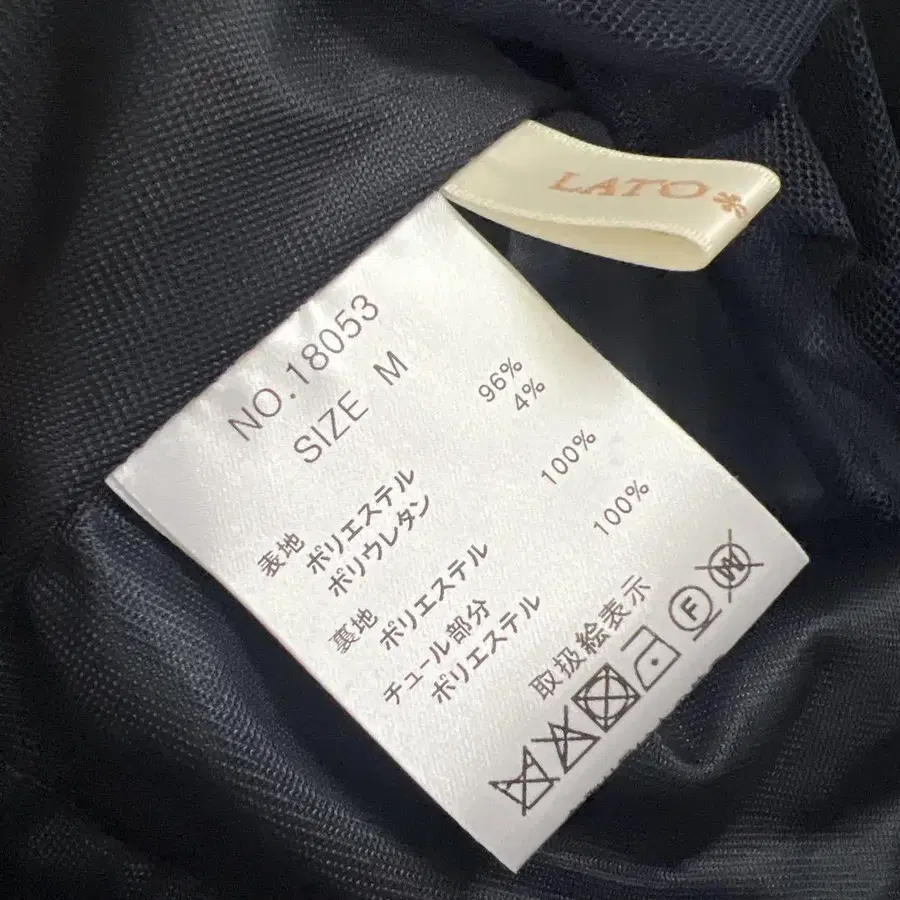 LATO
NO.18053
SIZE M
表地 ポリエステル 96%
ポリウレタン 4%
裏地 ポリエステル 100%
チュール部分
ポリエステル 100%
取扱絵表示
F
W